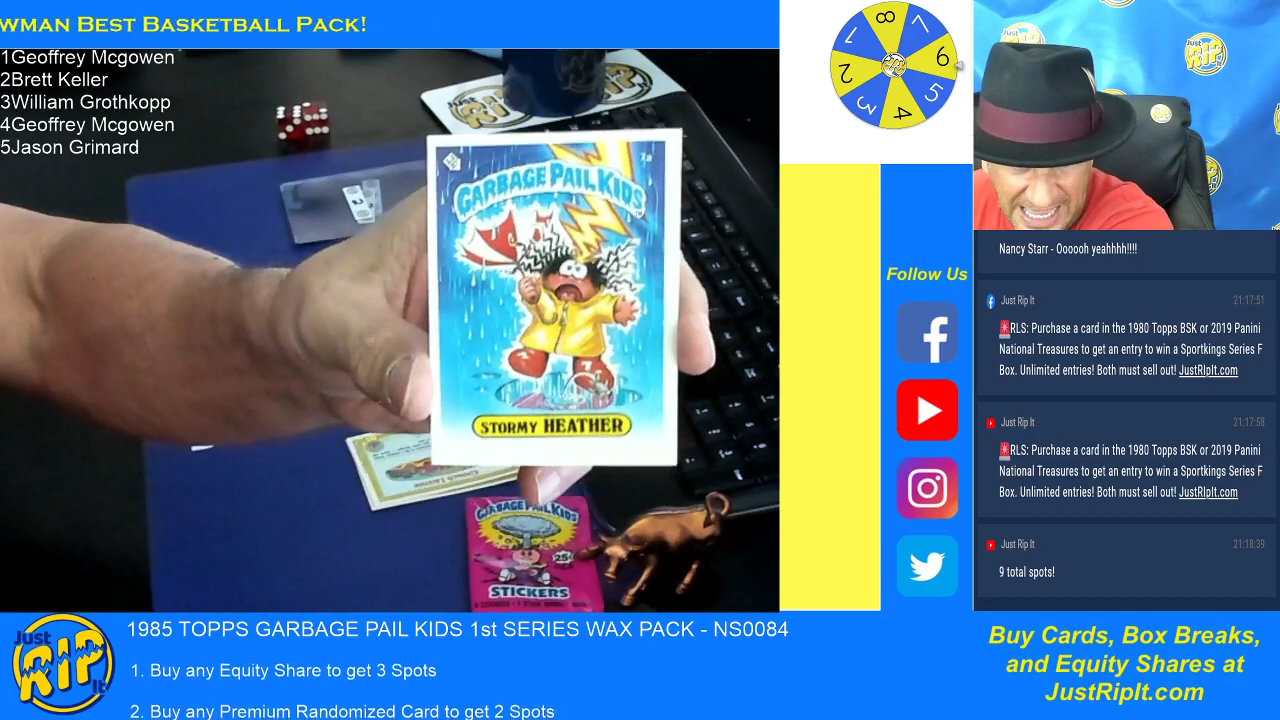 wman Best Basketball Pack!
1Geoffrey Mcgowen
2Brett Keller
3William Grothkopp
4Geoffrey Mcgowen
5Jason Grimard
7a
GARBAGE PAIL KIDS
STORMY HEATHER
GARBAGE PAIL KIDS
25¢
STICKERS
8
7
6
5
4
3
2
1
Just
RIP
It
Nancy Starr - Oooooh yeahhhh!!!!
Just Rip It
21:17:51
🚨RLS: Purchase a card in the 1980 Topps BSK or 2019 Panini
National Treasures to get an entry to win a Sportkings Series F
Box. Unlimited entries! Both must sell out! JustRipIt.com
Just Rip It
21:17:58
🚨RLS: Purchase a card in the 1980 Topps BSK or 2019 Panini
National Treasures to get an entry to win a Sportkings Series F
Box. Unlimited entries! Both must sell out! JustRipIt.com
Just Rip It
21:18:39
9 total spots!
Follow Us
Just
RIP
It
1985 TOPPS GARBAGE PAIL KIDS 1st SERIES WAX PACK - NS0084
1. Buy any Equity Share to get 3 Spots
2. Buy any Premium Randomized Card to get 2 Spots
Buy Cards, Box Breaks,
and Equity Shares at
JustRipIt.com